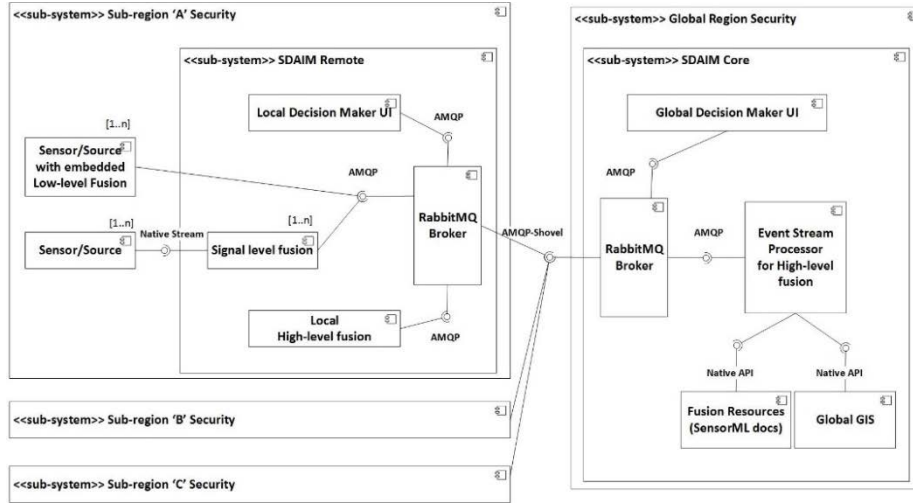 <<sub-system>> Sub-region ‘A’ Security
<<sub-system>> SDAIM Remote
Local Decision Maker UI
AMQP
[1..n]
Sensor/Source
with embedded
Low-level Fusion
AMQP
RabbitMQ
Broker
[1..n]
Sensor/Source
Native Stream
[1..n]
Signal level fusion
Local
High-level fusion
AMQP
AMQP-Shovel
<<sub-system>> Sub-region ‘B’ Security
<<sub-system>> Sub-region ‘C’ Security
<<sub-system>> Global Region Security
<<sub-system>> SDAIM Core
Global Decision Maker UI
AMQP
RabbitMQ
Broker
AMQP
Event Stream
Processor
for High-level
fusion
Native API
Native API
Fusion Resources
(SensorML docs)
Global GIS